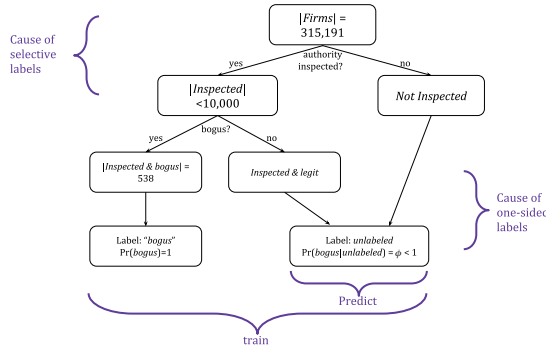 |Firms| =
315,191
Cause of
selective
labels
yes
authority
inspected?
no
|Inspected|
<10,000
Not Inspected
yes
bogus?
no
|Inspected & bogus| =
538
Inspected & legit
Cause of
one-sided
labels
Label: “bogus”
Pr(bogus)=1
Label: unlabeled
Pr(bogus|unlabeled) = ϕ < 1
Predict
train